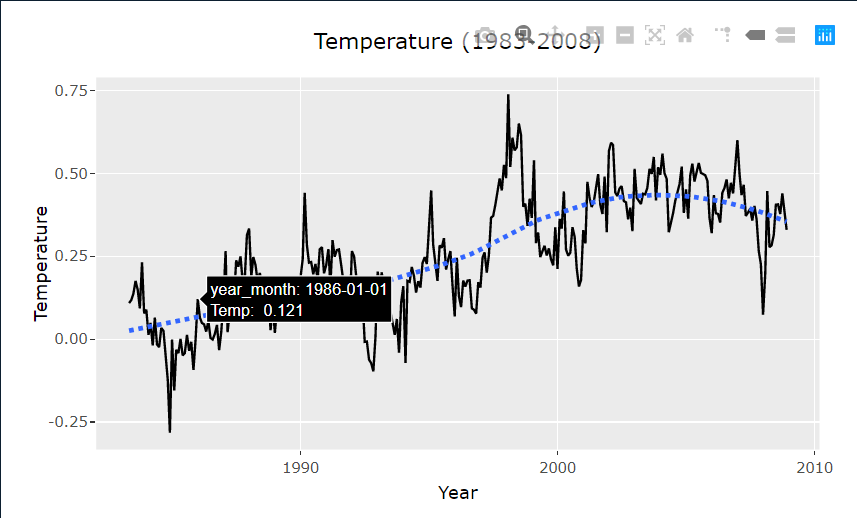 Temperature (1983-2008)
0.75
0.50
0.25
0.00
-0.25
Temperature
year_month: 1986-01-01
Temp: 0.121
1990
2000
2010
Year